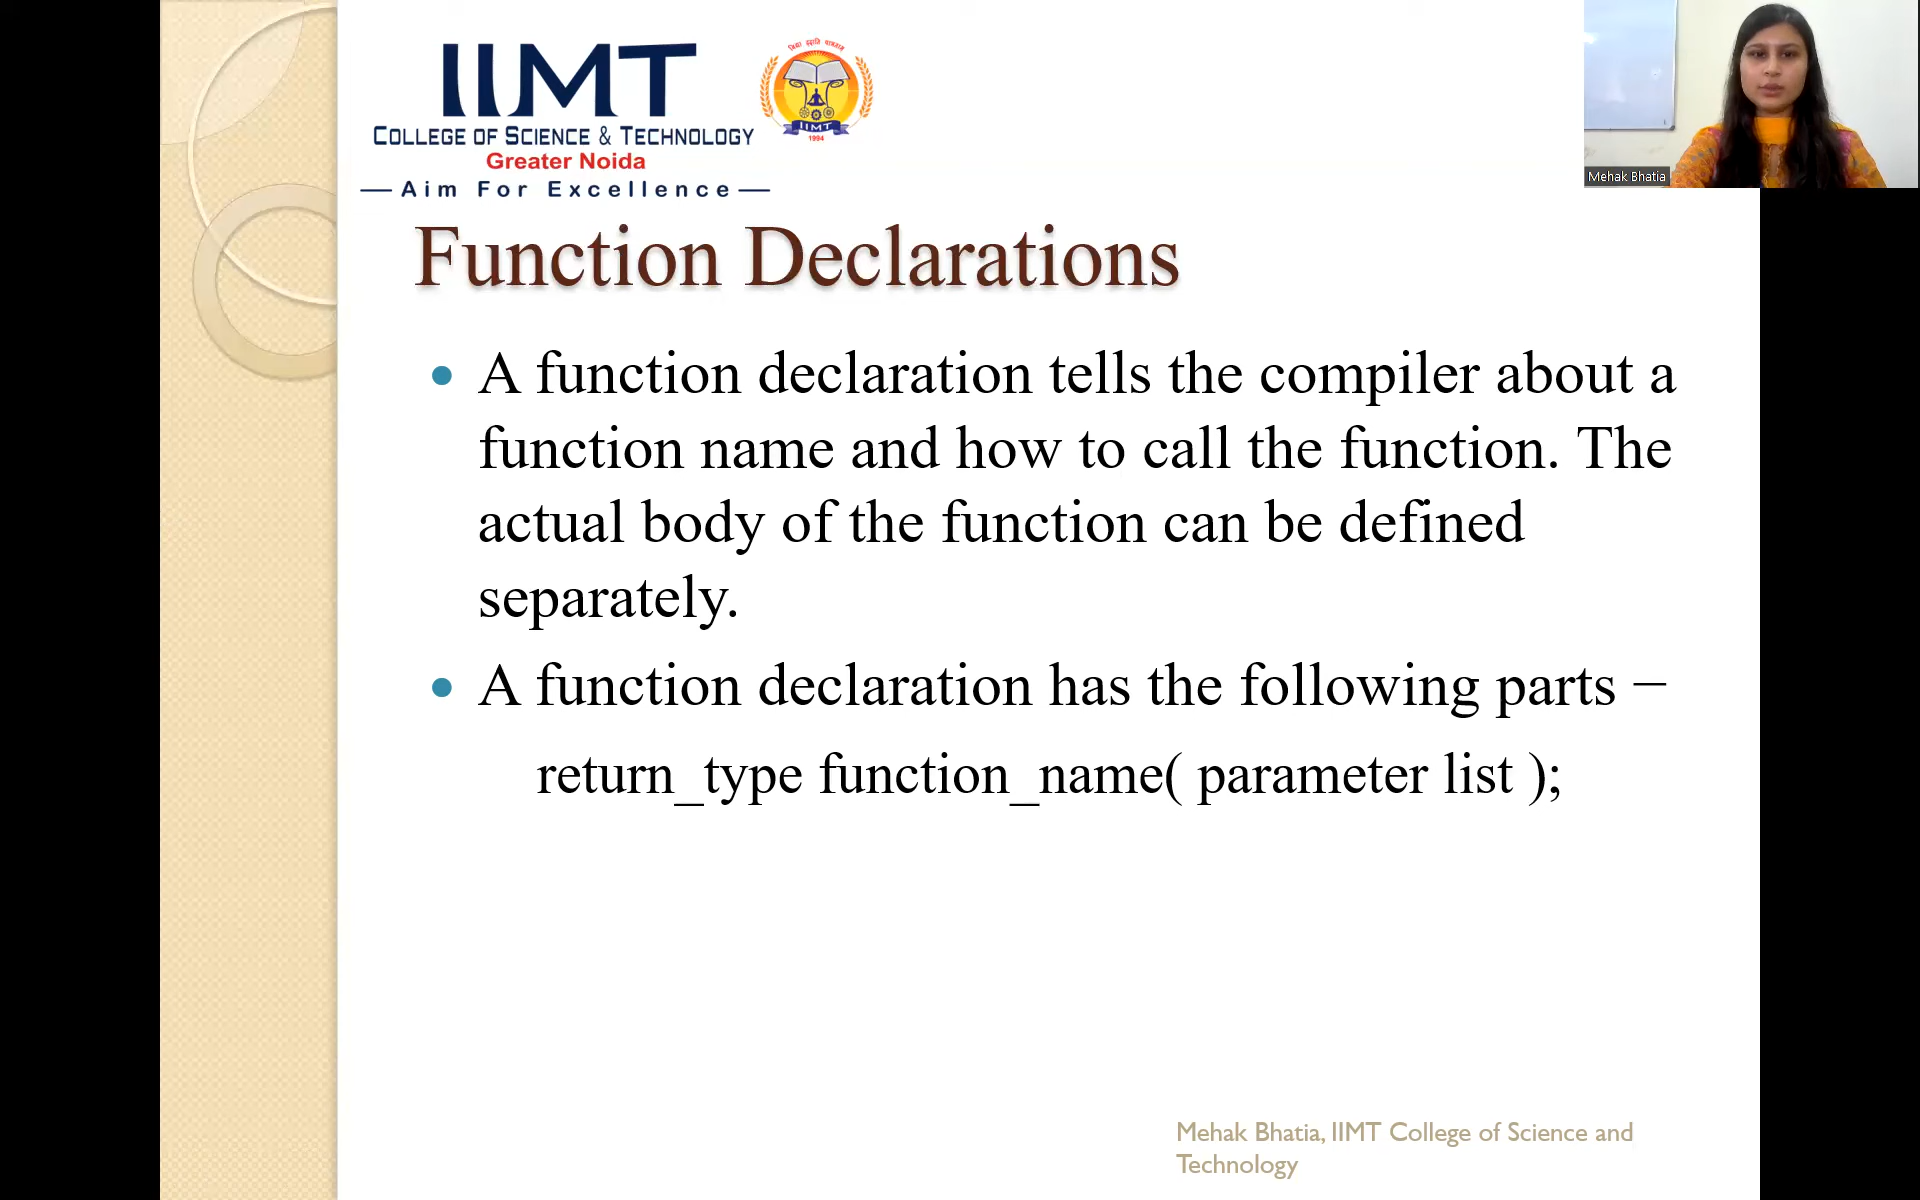 IIMT
COLLEGE OF SCIENCE & TECHNOLOGY
Greater Noida
Aim For Excellence
IIMT
1994
Mehak Bhatia
Function Declarations
• A function declaration tells the compiler about a
function name and how to call the function. The
actual body of the function can be defined
separately.
• A function declaration has the following parts −
return_type function_name( parameter list );
Mehak Bhatia, IIMT College of Science and
Technology